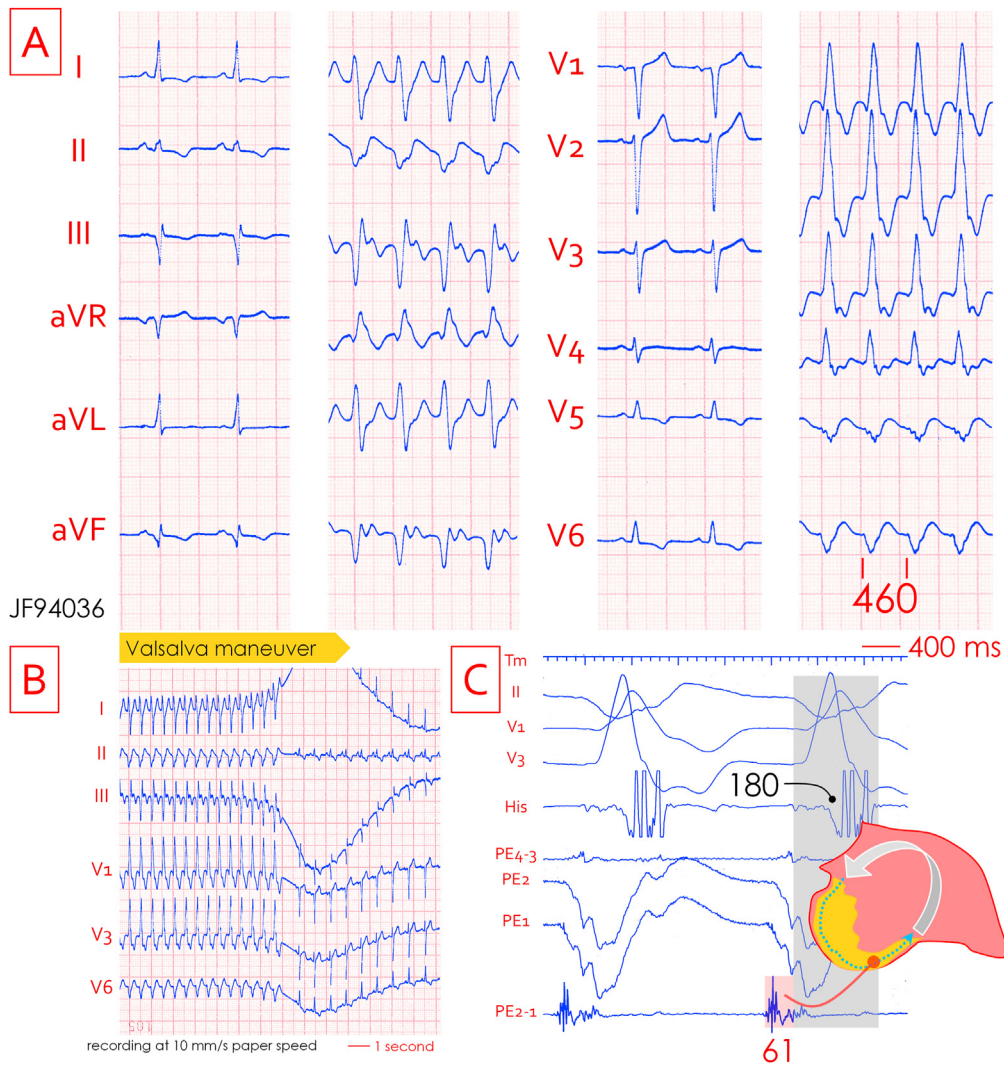 A
I
II
III
aVR
aVL
aVF
V1
V2
V3
V4
V5
V6
460
JF94036
B
Valsalva maneuver
I
II
III
V1
V3
V6
recording at 10 mm/s paper speed
1 second
C
400 ms
Tm
II
V1
V3
His
180
PE4-3
PE2
PE1
PE2-1
61